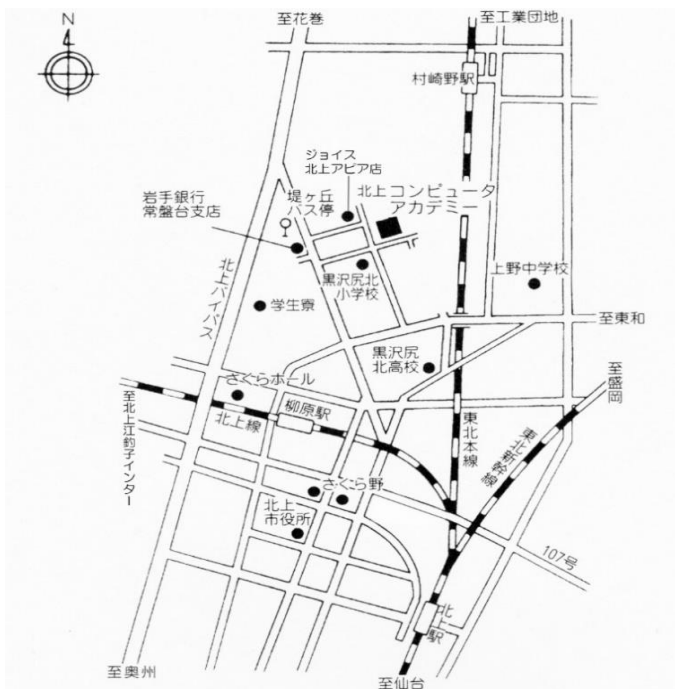 N
至花巻
至工業団地
村崎野駅
ジョイス
北上アビア店
岩手銀行
常盤台支店
堤ヶ丘
バス停
北上コンピュータ
アカデミー
上野中学校
黒沢尻北
小学校
北上バイパス
学生寮
至東和
黒沢尻
北高校
至盛岡
さくらホール
至北上江釣子インター
北上線
柳原駅
東北本線
東北新幹線
さくら野
北上
市役所
107号
北上駅
至奥州
至仙台